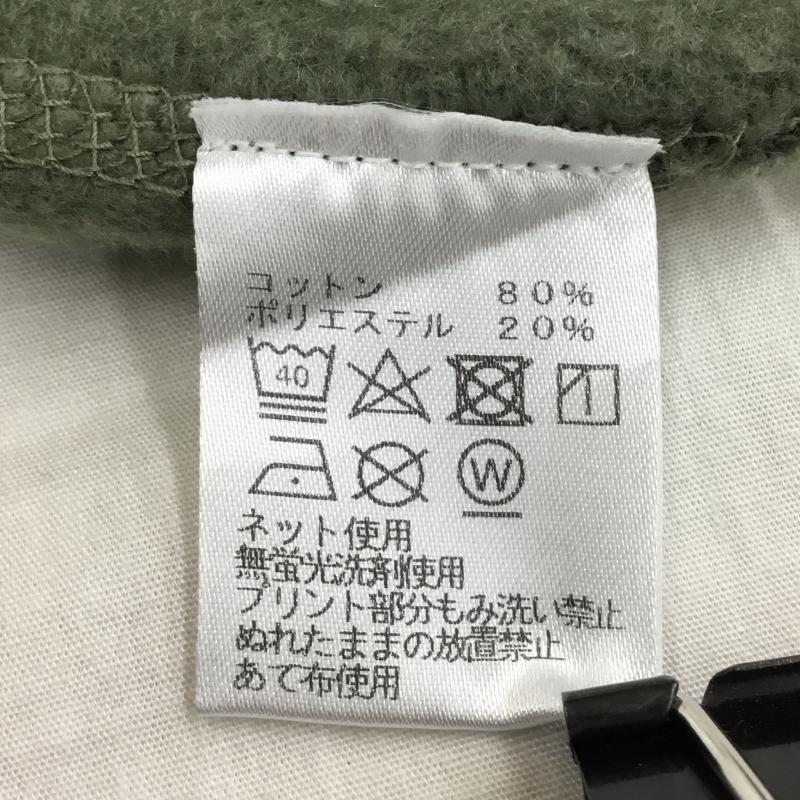 コットン 80%
ポリエステル 20%
40
W
ネット使用
無蛍光洗剤使用
プリント部分もみ洗い禁止
ぬれたままの放置禁止
あて布使用